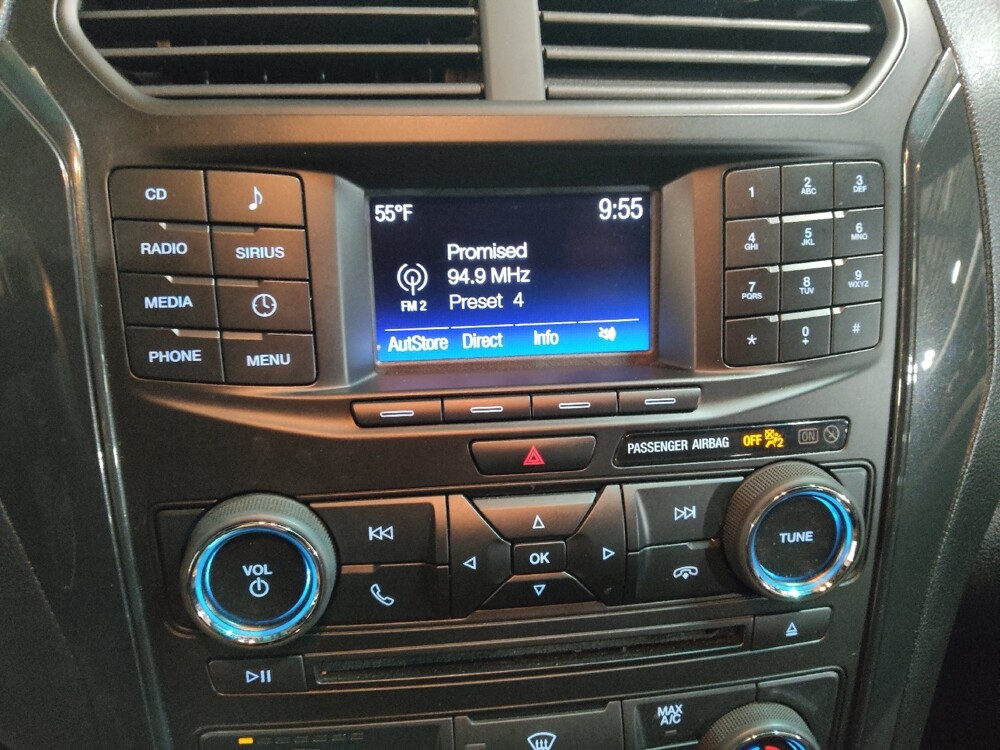 CD
RADIO
SIRIUS
MEDIA
PHONE
MENU
55°F
9:55
Promised
94.9 MHz
FM 2
Preset 4
AutStore Direct Info
1
2 ABC
3 DEF
4 GHI
5 JKL
6 MNO
7 PQRS
8 TUV
9 WXYZ
*
0 +
#
PASSENGER AIRBAG OFF 2 ON
VOL
OK
TUNE
MAX
A/C